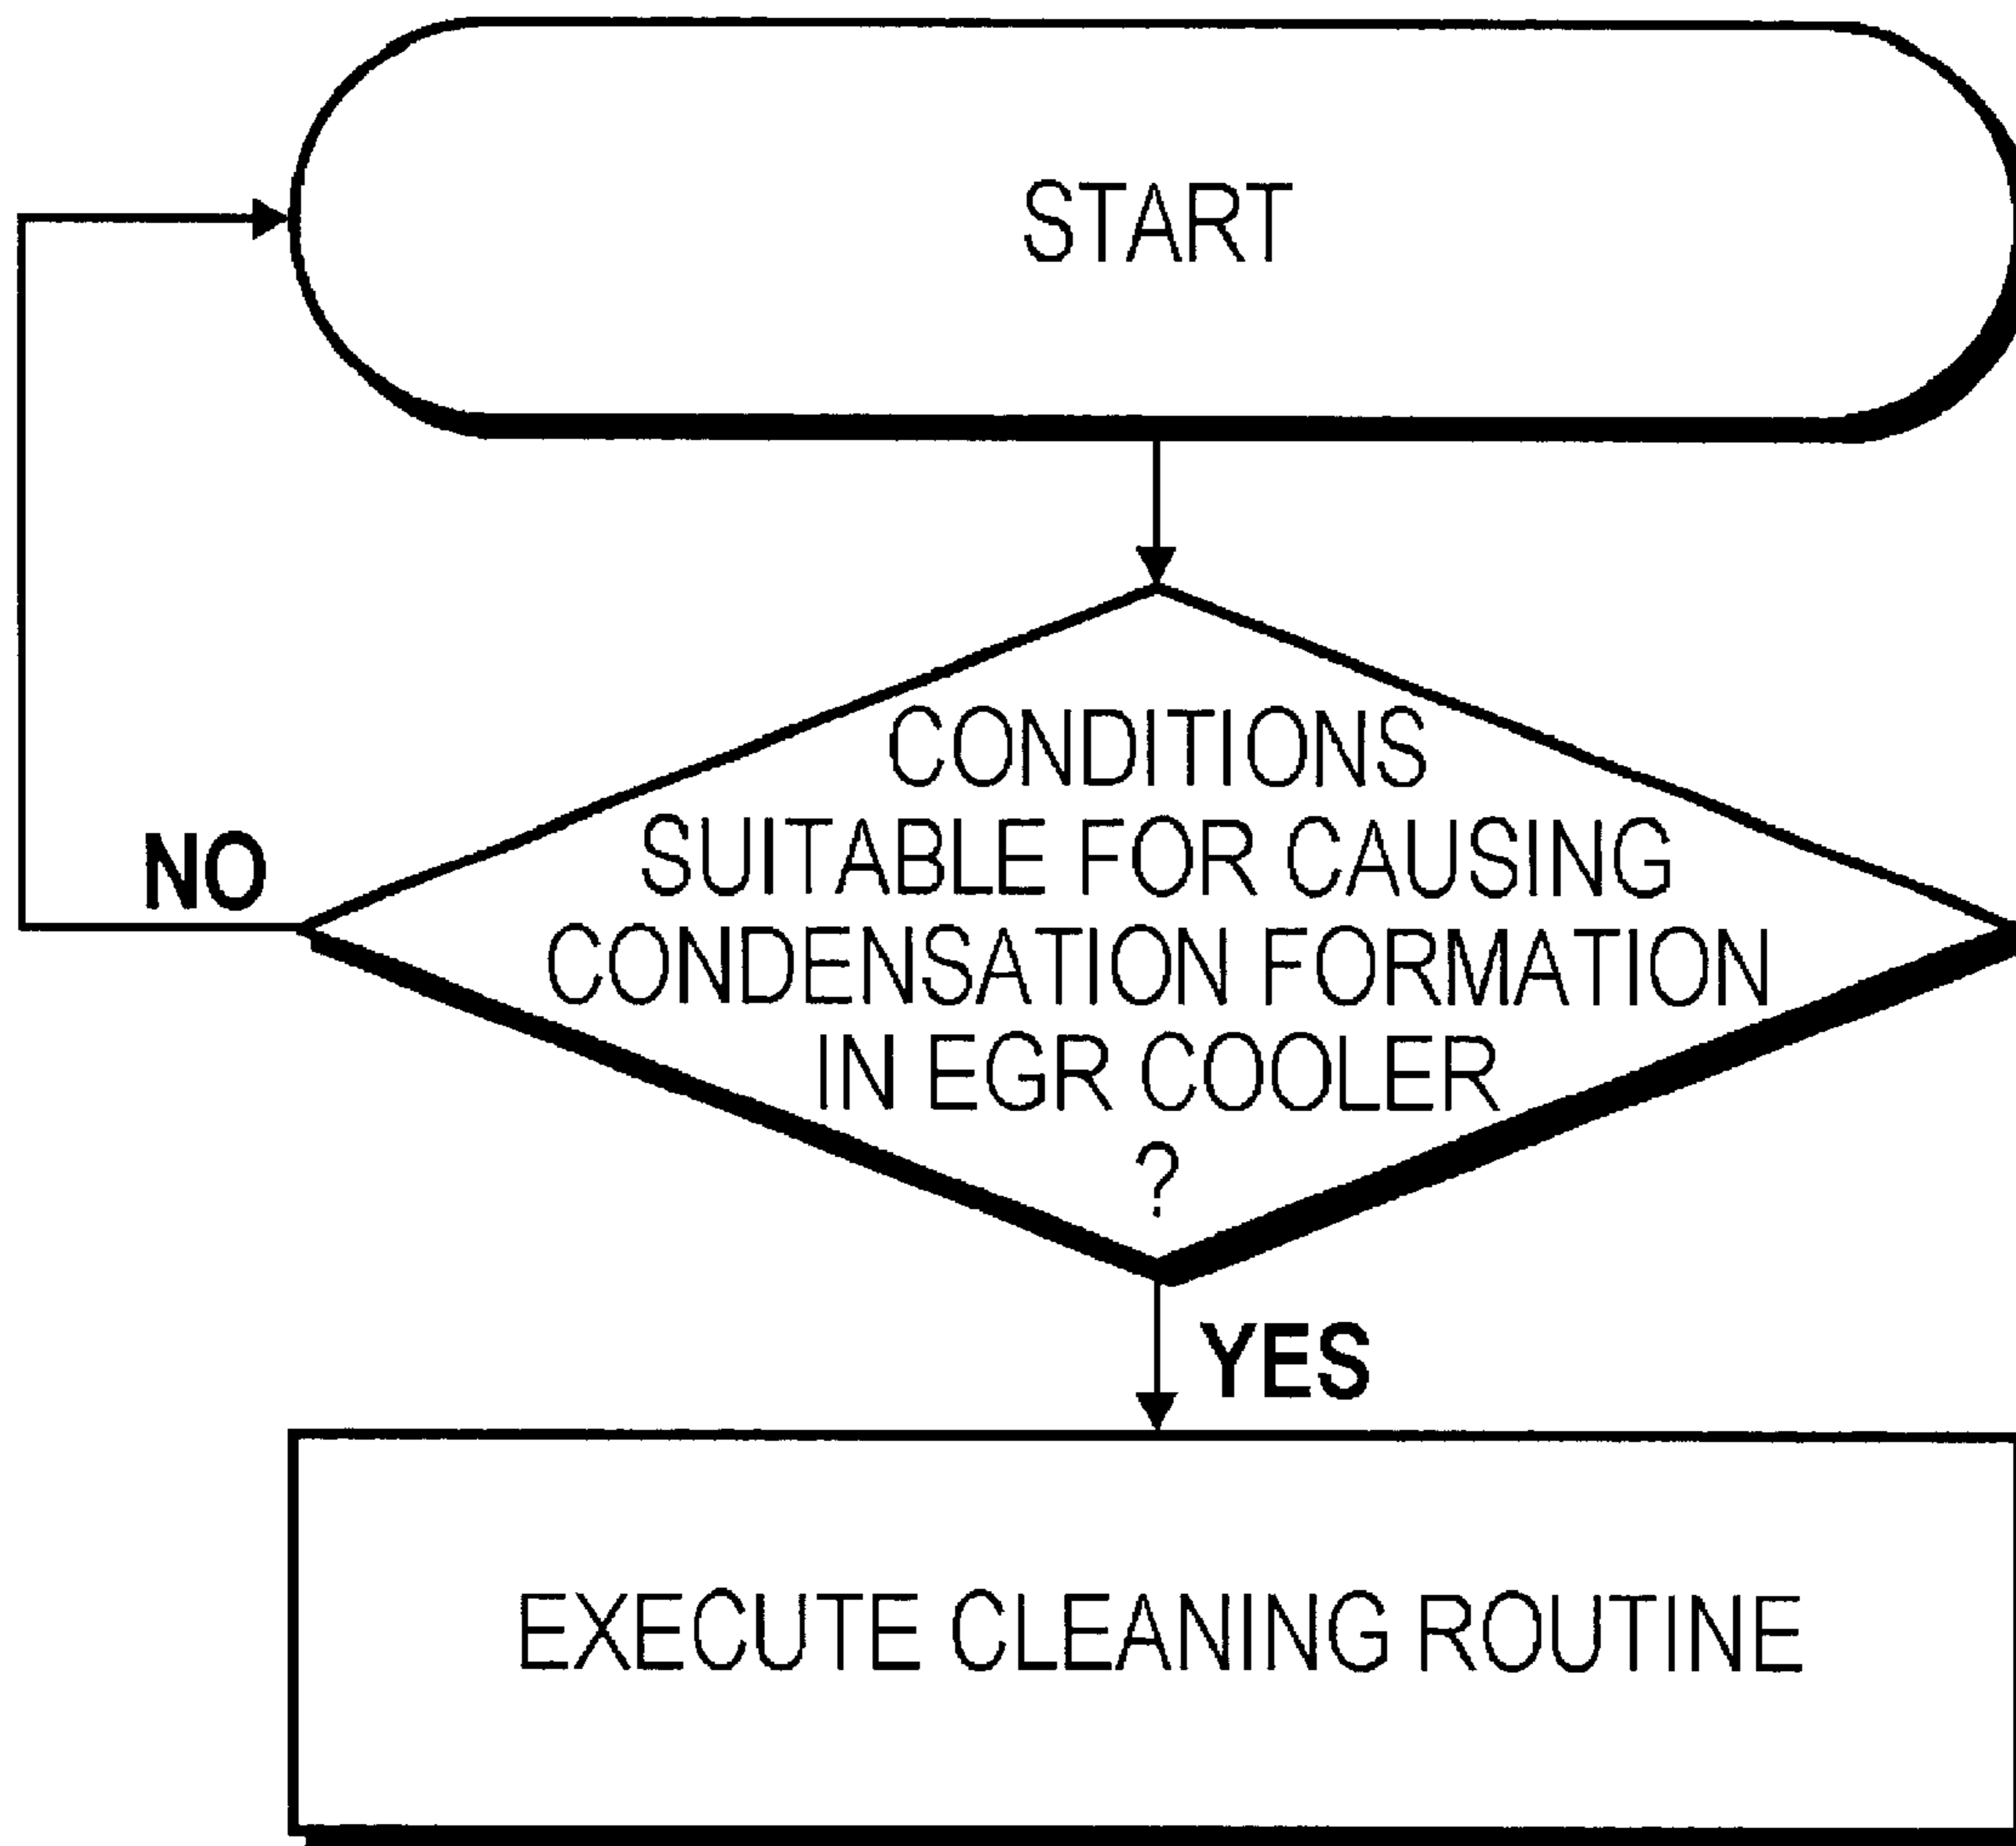 START
CONDITIONS
SUITABLE FOR CAUSING
NO
CONDENSATION FORMATION
IN EGR COOLER
?
YES
EXECUTE CLEANING ROUTINE